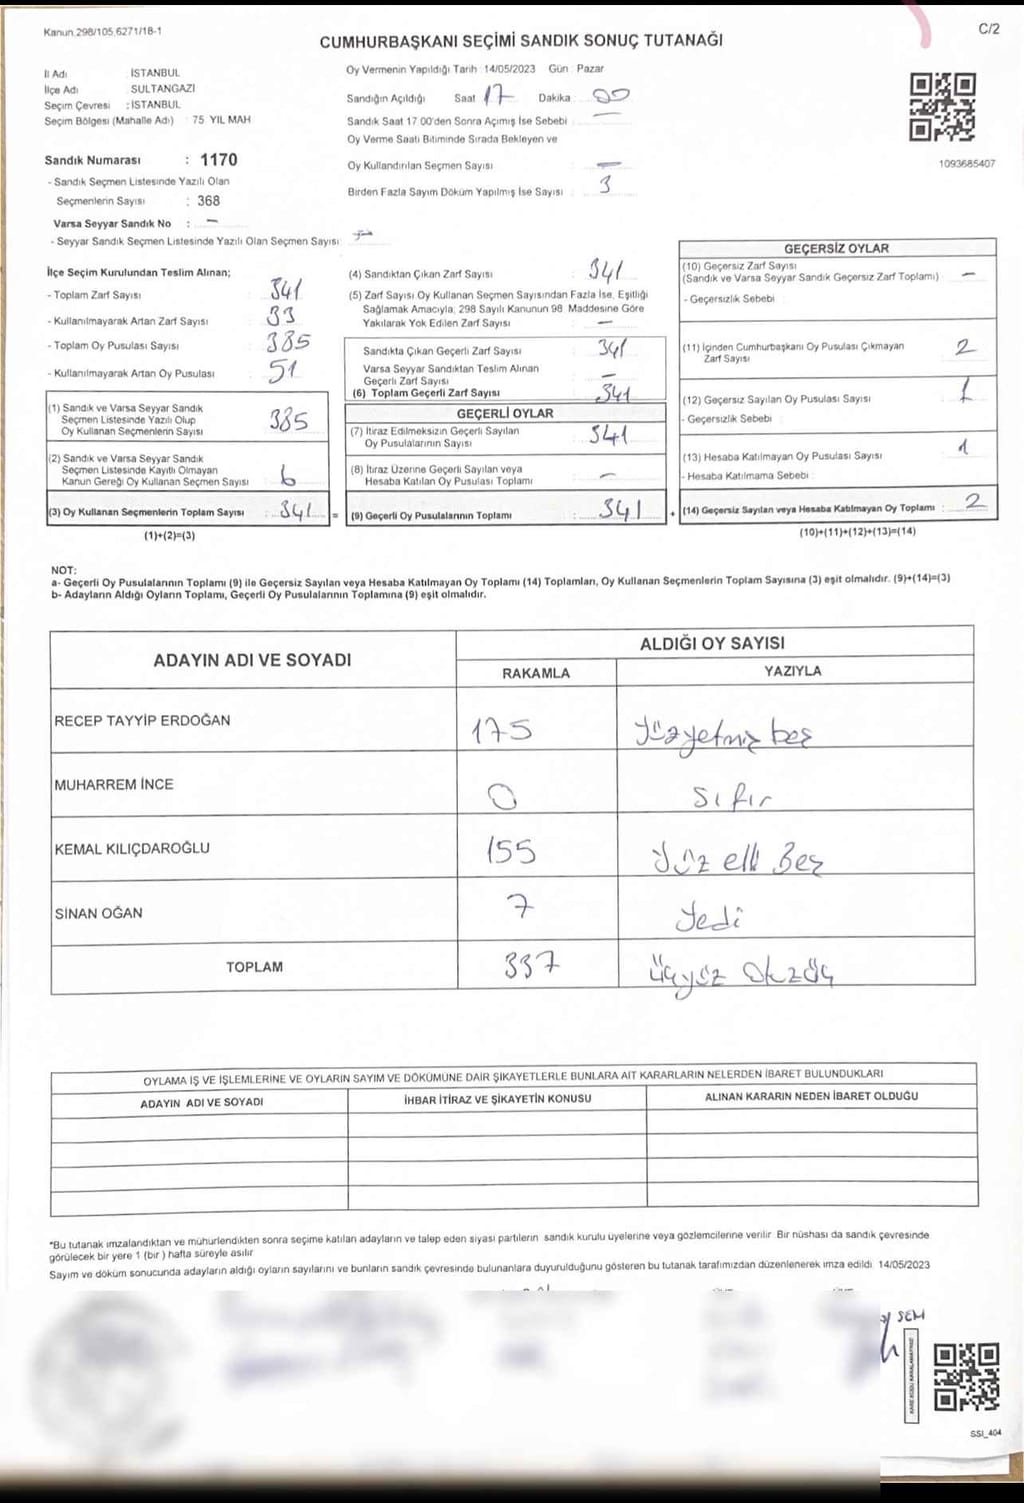 Kanun.298/105,6271/18-1
C/2
CUMHURBAŞKANI SEÇİMİ SANDIK SONUÇ TUTANAĞI
İl Adı : İSTANBUL
İlçe Adı : SULTANGAZİ
Seçim Çevresi : İSTANBUL
Seçim Bölgesi (Mahalle Adı) : 75 YIL MAH
Sandık Numarası : 1170
- Sandık Seçmen Listesinde Yazılı Olan
Seçmenlerin Sayısı : 368
Varsa Seyyar Sandık No : –
- Seyyar Sandık Seçmen Listesinde Yazılı Olan Seçmen Sayısı:
Oy Vermenin Yapıldığı Tarih :14/05/2023 Gün : Pazar
Sandığın Açıldığı Saat 17 Dakika : 00
Sandık Saat 17:00'den Sonra Açımış İse Sebebi : –
Oy Verme Saati Bitiminde Sırada Bekleyen ve
Oy Kullandırılan Seçmen Sayısı : –
Birden Fazla Sayım Döküm Yapılmış İse Sayısı : 3
1093685407
İlçe Seçim Kurulundan Teslim Alınan;
- Toplam Zarf Sayısı : 341
- Kullanılmayarak Artan Zarf Sayısı : 33
- Toplam Oy Pusulası Sayısı : 385
- Kullanılmayarak Artan Oy Pusulası : 51
(1) Sandık ve Varsa Seyyar Sandık
Seçmen Listesinde Yazılı Olup
Oy Kullanan Seçmenlerin Sayısı : 385
(2) Sandık ve Varsa Seyyar Sandık
Seçmen Listesinde Kayıtlı Olmayan
Kanun Gereği Oy Kullanan Seçmen Sayısı : 6
(3) Oy Kullanan Seçmenlerin Toplam Sayısı : 341 =
(1)+(2)=(3)
(4) Sandıktan Çıkan Zarf Sayısı : 341
(5) Zarf Sayısı Oy Kullanan Seçmen Sayısından Fazla İse, Eşitliği
Sağlamak Amacıyla, 298 Sayılı Kanunun 98. Maddesine Göre
Yakılarak Yok Edilen Zarf Sayısı : –
Sandıkta Çıkan Geçerli Zarf Sayısı : 341
Varsa Seyyar Sandıktan Teslim Alınan
Geçerli Zarf Sayısı : –
(6) Toplam Geçerli Zarf Sayısı : 341
GEÇERLİ OYLAR
(7) İtiraz Edilmeksizin Geçerli Sayılan
Oy Pusulalarının Sayısı : 341
(8) İtiraz Üzerine Geçerli Sayılan veya
Hesaba Katılan Oy Pusulası Toplamı : –
(9) Geçerli Oy Pusulalarının Toplamı : 341 +
GEÇERSİZ OYLAR
(10) Geçersiz Zarf Sayısı
(Sandık ve Varsa Seyyar Sandık Geçersiz Zarf Toplamı) : –
- Geçersizlik Sebebi :
(11) İçinden Cumhurbaşkanı Oy Pusulası Çıkmayan
Zarf Sayısı : 2
(12) Geçersiz Sayılan Oy Pusulası Sayısı : 1
- Geçersizlik Sebebi :
(13) Hesaba Katılmayan Oy Pusulası Sayısı : 1
- Hesaba Katılmama Sebebi :
(14) Geçersiz Sayılan veya Hesaba Katılmayan Oy Toplamı : 2
(10)+(11)+(12)+(13)=(14)
NOT:
a- Geçerli Oy Pusulalarının Toplamı (9) ile Geçersiz Sayılan veya Hesaba Katılmayan Oy Toplamı (14) Toplamları, Oy Kullanan Seçmenlerin Toplam Sayısına (3) eşit olmalıdır. (9)+(14)=(3)
b- Adayların Aldığı Oyların Toplamı, Geçerli Oy Pusulalarının Toplamına (9) eşit olmalıdır.
ADAYIN ADI VE SOYADI
ALDIĞI OY SAYISI
RAKAMLA YAZIYLA
RECEP TAYYİP ERDOĞAN 175 Yüzyetmiş beş
MUHARREM İNCE 0 Sıfır
KEMAL KILIÇDAROĞLU 155 Yüz elli Beş
SİNAN OĞAN 7 Yedi
TOPLAM 337 Üçyüz
OYLAMA İŞ VE İŞLEMLERİNE VE OYLARIN SAYIM VE DÖKÜMÜNE DAİR ŞİKAYETLERLE BUNLARA AİT KARARLARIN NELERDEN İBARET BULUNDUKLARI
ADAYIN ADI VE SOYADI İHBAR İTİRAZ VE ŞİKAYETİN KONUSU ALINAN KARARIN NEDEN İBARET OLDUĞU
*Bu tutanak imzalandıktan ve mühürlendikten sonra seçime katılan adayların ve talep eden siyasi partilerin sandık kurulu üyelerine veya gözlemcilerine verilir. Bir nüshası da sandık çevresinde
görülecek bir yere 1 (bir ) hafta süreyle asılır
Sayım ve döküm sonucunda adayların aldığı oyların sayılarını ve bunların sandık çevresinde bulunanlara duyurulduğunu gösteren bu tutanak tarafımızdan düzenlenerek imza edildi 14/05/2023
KARE KODU KARALAMAYINIZ
SSI_404